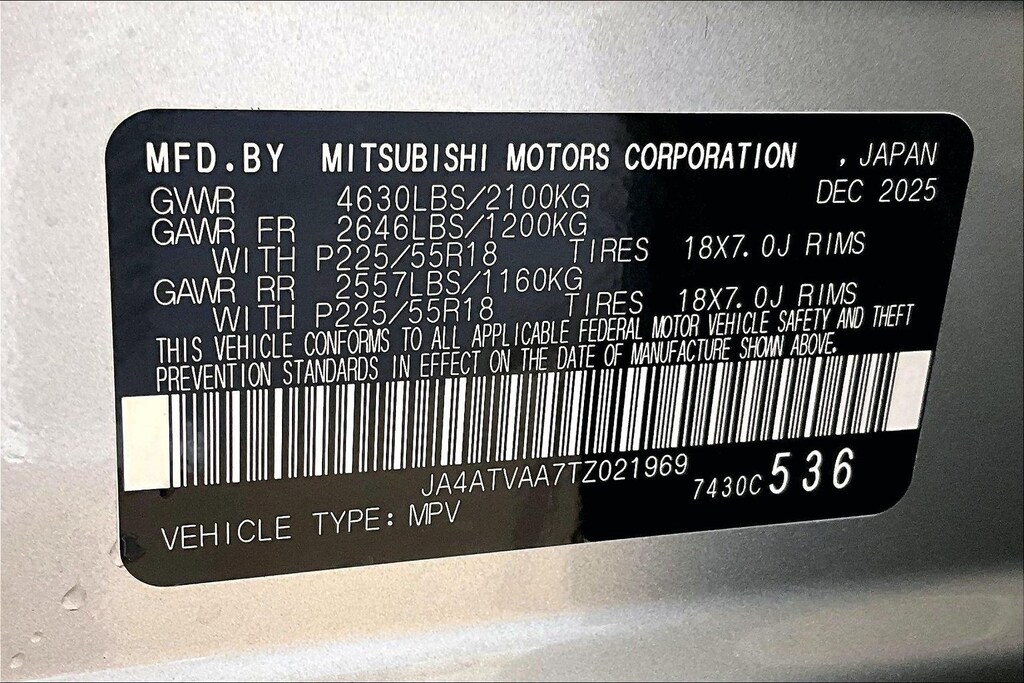 MFD.BY MITSUBISHI MOTORS CORPORATION , JAPAN
GVWR 4630LBS/2100KG DEC 2025
GAWR FR 2646LBS/1200KG
WITH P225/55R18 TIRES 18X7.0J RIMS
GAWR RR 2557LBS/1160KG
WITH P225/55R18 TIRES 18X7.0J RIMS
THIS VEHICLE CONFORMS TO ALL APPLICABLE FEDERAL MOTOR VEHICLE SAFETY AND THEFT
PREVENTION STANDARDS IN EFFECT ON THE DATE OF MANUFACTURE SHOWN ABOVE.
JA4ATVAA7TZ021969 7430C 536
VEHICLE TYPE: MPV